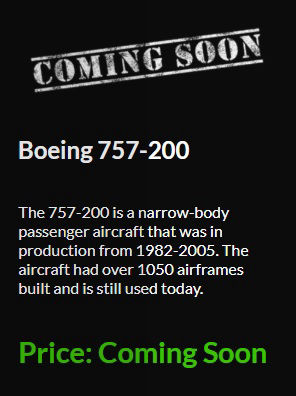 COMING SOON
Boeing 757-200
The 757-200 is a narrow-body
passenger aircraft that was in
production from 1982-2005. The
aircraft had over 1050 airframes
built and is still used today.
Price: Coming Soon